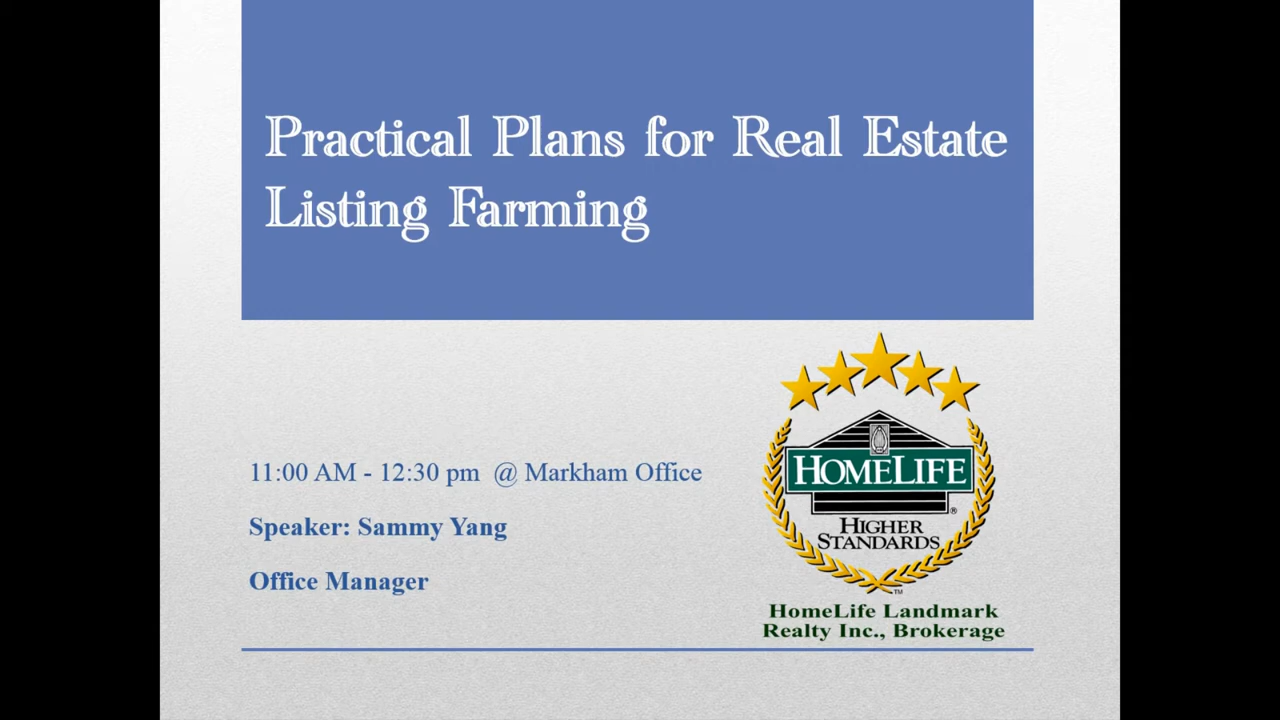 Practical Plans for Real Estate
Listing Farming
11:00 AM - 12:30 pm @ Markham Office
Speaker: Sammy Yang
Office Manager
HOMELIFE
®
HIGHER
STANDARDS
TM
HomeLife Landmark
Realty Inc., Brokerage